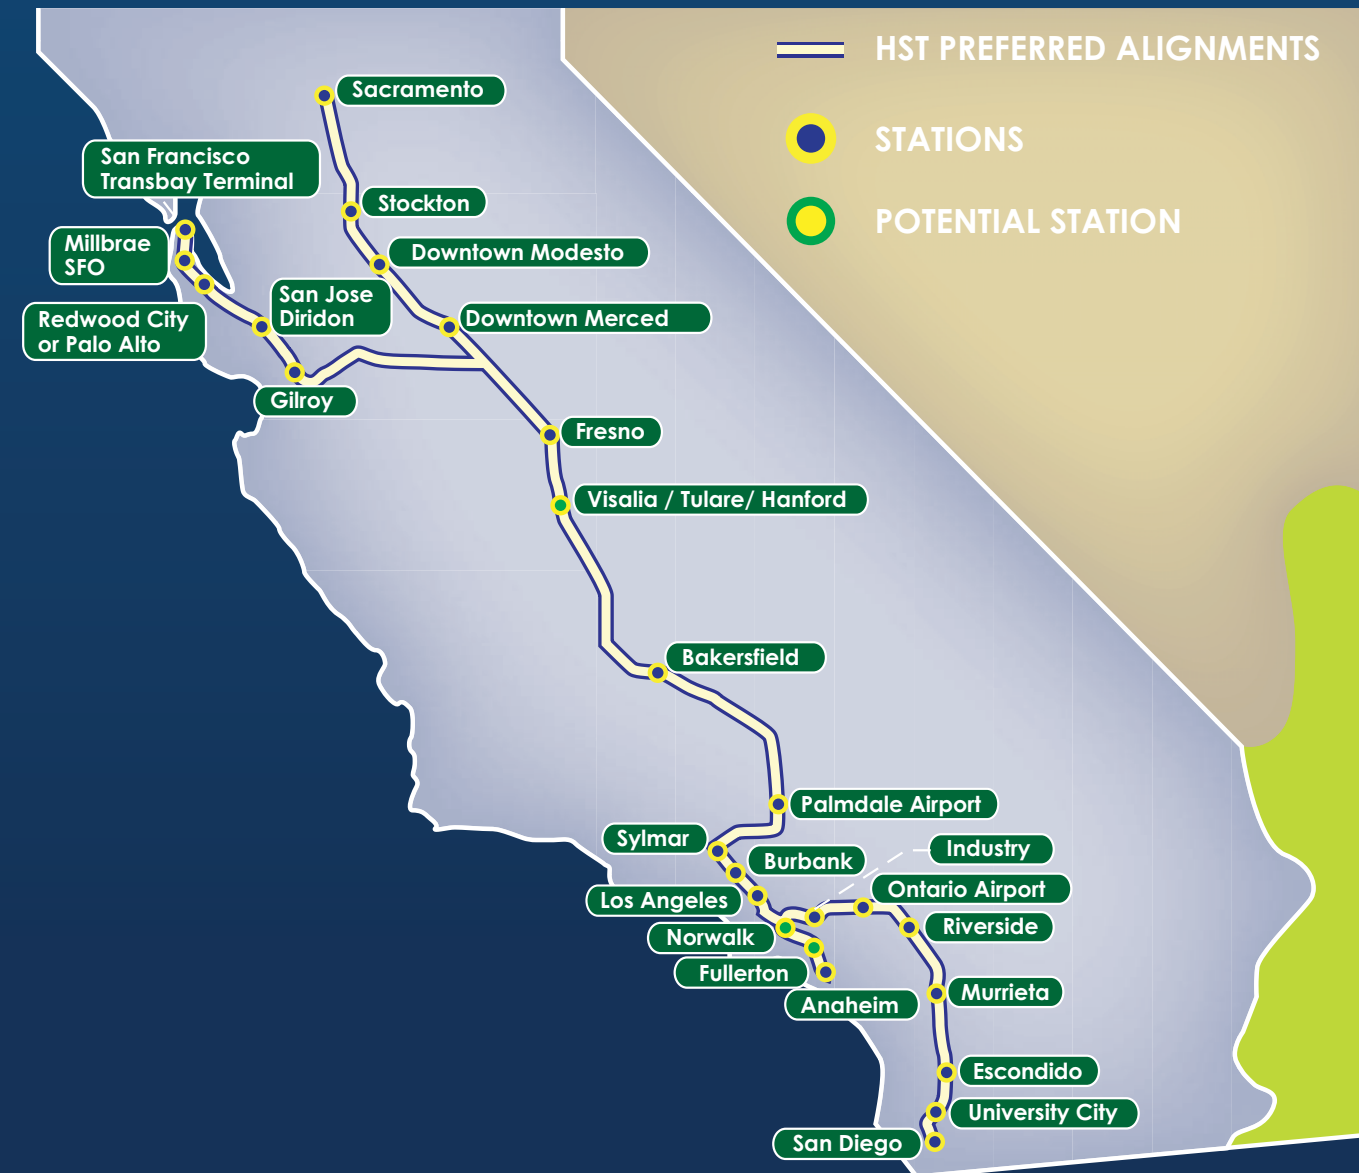 HST PREFERRED ALIGNMENTS
STATIONS
POTENTIAL STATION
Sacramento
San Francisco
Transbay Terminal
Stockton
Millbrae
SFO
Downtown Modesto
San Jose
Diridon
Redwood City
or Palo Alto
Downtown Merced
Gilroy
Fresno
Visalia / Tulare/ Hanford
Bakersfield
Palmdale Airport
Sylmar
Industry
Burbank
Ontario Airport
Los Angeles
Riverside
Norwalk
Fullerton
Murrieta
Anaheim
Escondido
University City
San Diego